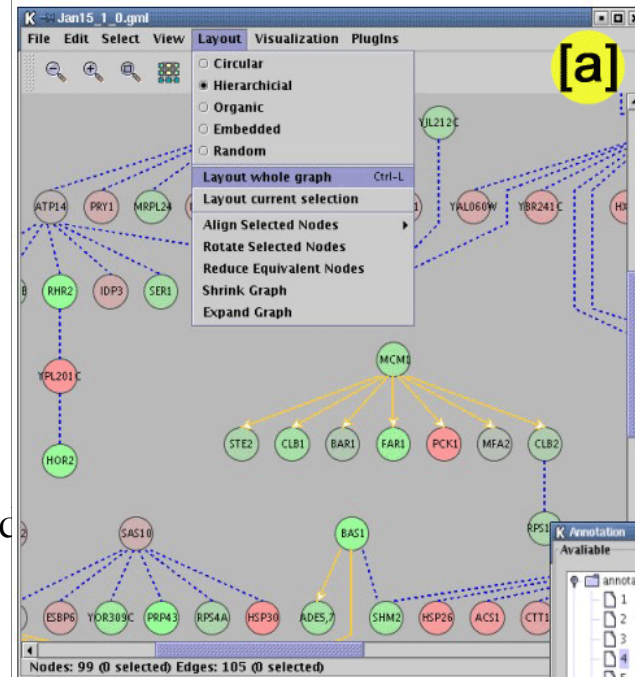 Jan15_1_0.gml
File Edit Select View Layout Visualization PlugIns
[a]
Circular
Hierarchicial
Organic
Embedded
Random
Layout whole graph Ctrl-L
Layout current selection
Align Selected Nodes
Rotate Selected Nodes
Reduce Equivalent Nodes
Shrink Graph
Expand Graph
YJL212C
ATP14 PRY1 MRPL24 YAL060W YBR241C
RHR2 IDP3 SER1
YPL201C
MCM1
HOR2
STE2 CLB1 BAR1 FAR1 PCK1 MFA2 CLB2
SAS10 BAS1 RPS1
ESBP6 YOR309C PRP43 RPS4A HSP30 ADE5,7 SHM2 HSP26 ACS1 CTT1
Annotation
Avaliable
annota
1
2
3
4
Nodes: 99 (0 selected) Edges: 105 (0 selected)